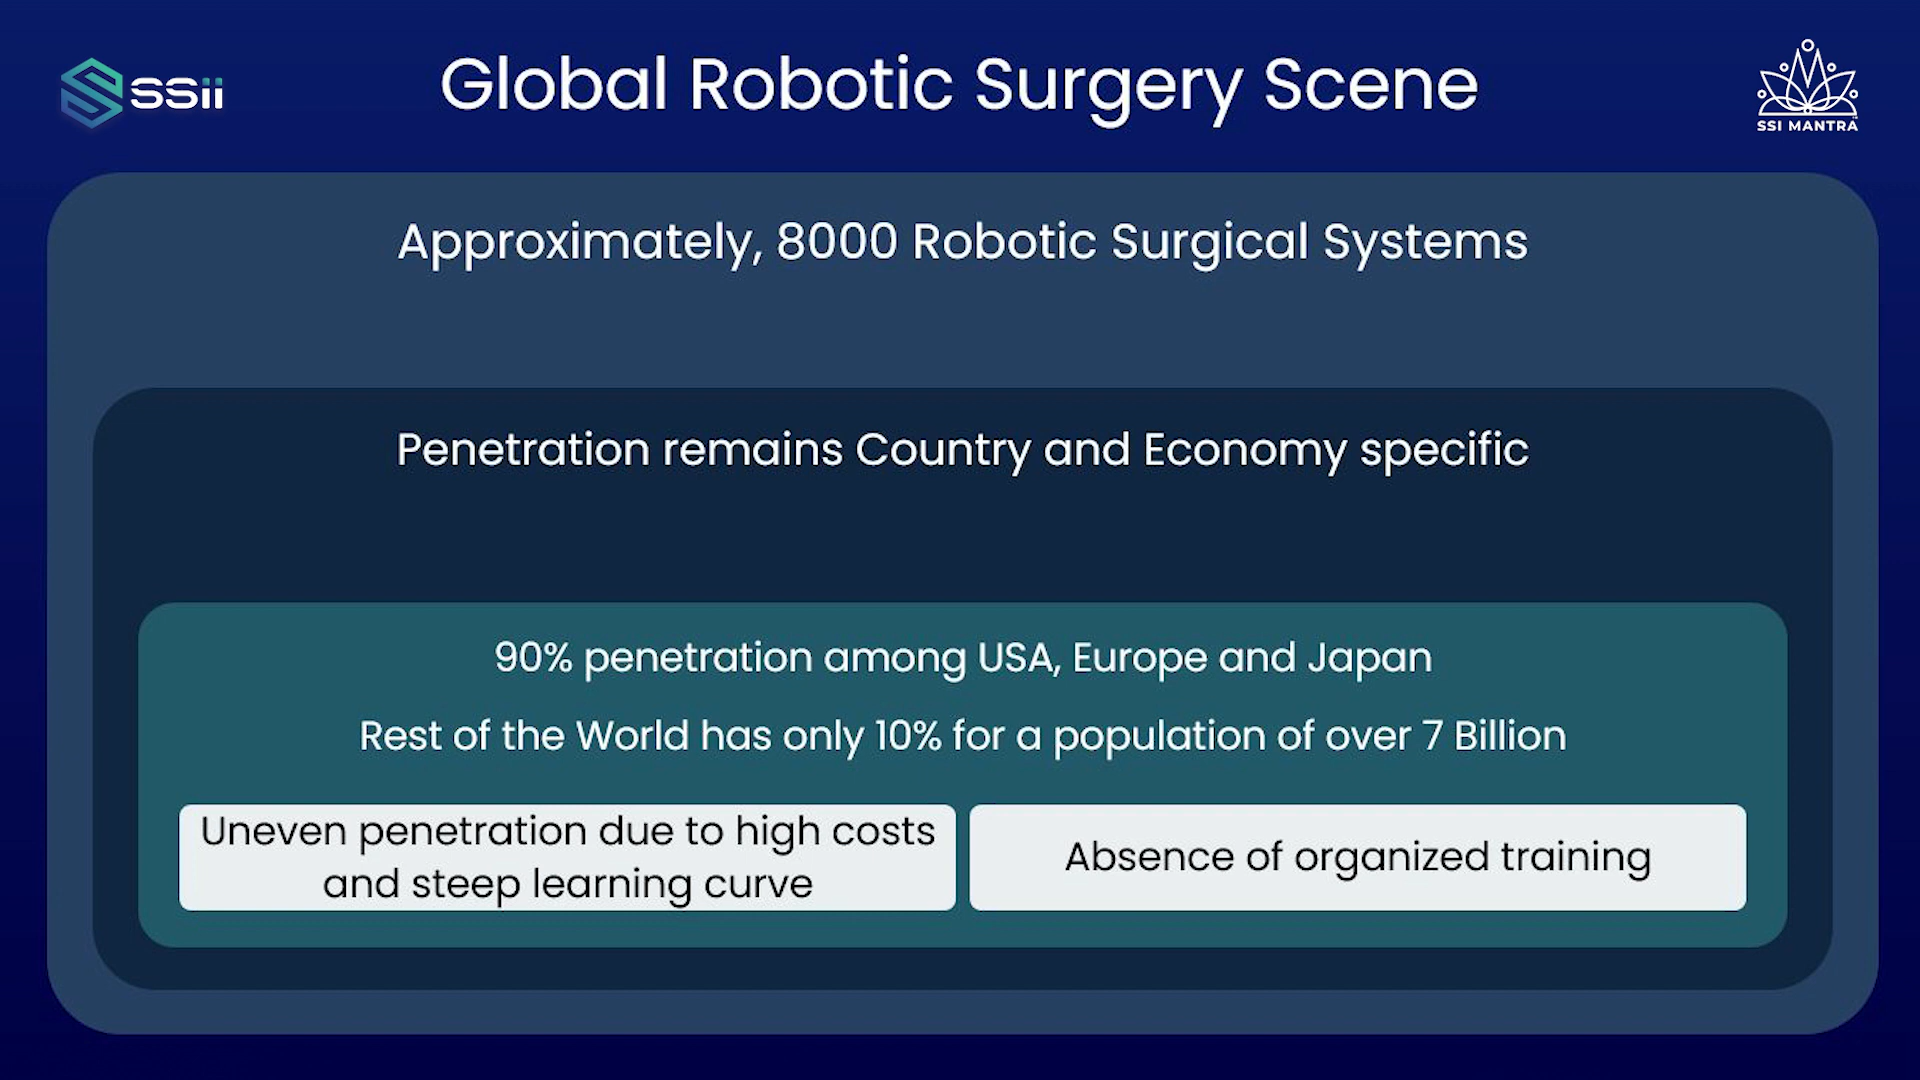 ssii
Global Robotic Surgery Scene
SSI MANTRA
Approximately, 8000 Robotic Surgical Systems
Penetration remains Country and Economy specific
90% penetration among USA, Europe and Japan
Rest of the World has only 10% for a population of over 7 Billion
Uneven penetration due to high costs
and steep learning curve
Absence of organized training